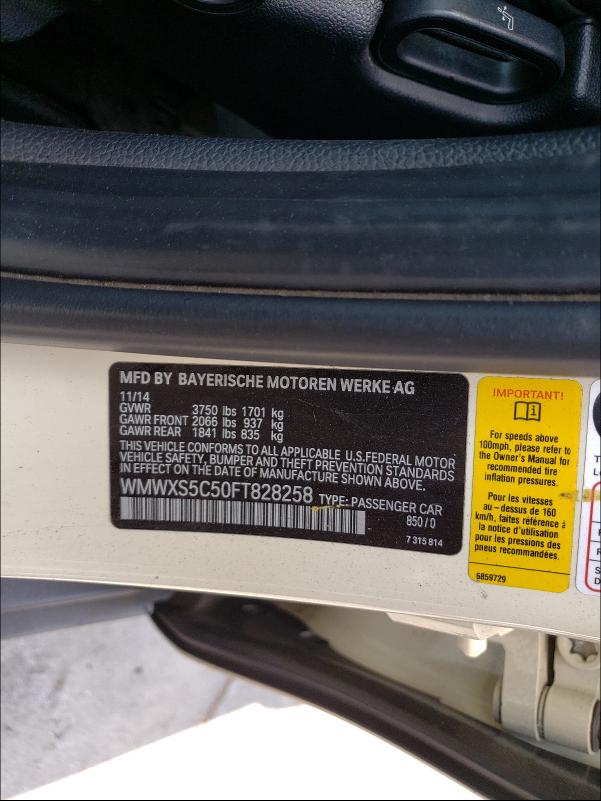 MFD BY BAYERISCHE MOTOREN WERKE AG
11/14
GVWR 3750 lbs 1701 kg
GAWR FRONT 2066 lbs 937 kg
GAWR REAR 1841 lbs 835 kg
THIS VEHICLE CONFORMS TO ALL APPLICABLE U.S.FEDERAL MOTOR
VEHICLE SAFETY, BUMPER AND THEFT PREVENTION STANDARDS
IN EFFECT ON THE DATE OF MANUFACTURE SHOWN ABOVE.
WMWXS5C50FT828258 TYPE: PASSENGER CAR
850/0
7 315 814
IMPORTANT!
For speeds above
100mph, please refer to
the Owner's Manual for
recommended tire
inflation pressures.
Pour les vitesses
au – dessus de 160
km/h, faites référence à
la notice d'utilisation
pour les pressions des
pneus recommandées.
6859729